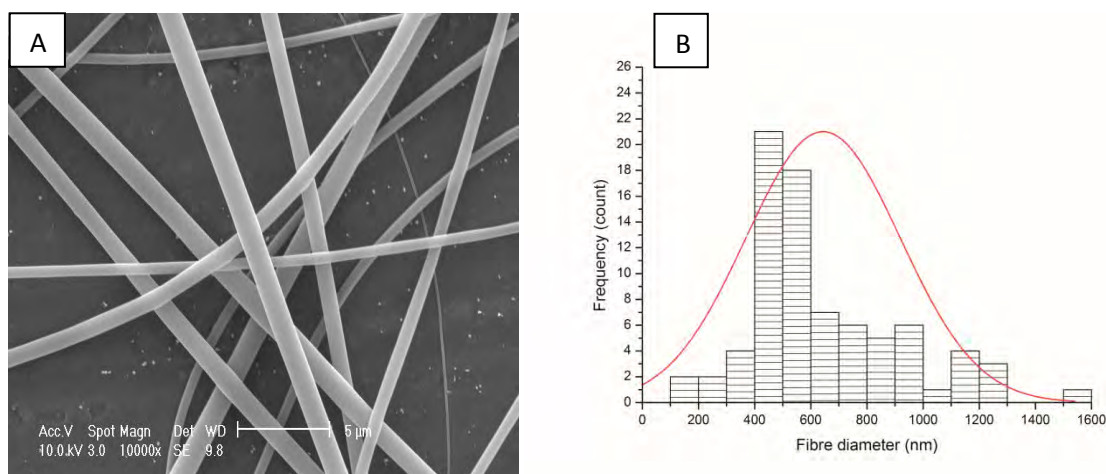 A
Acc.V Spot Magn Det WD 5 µm
10.0 kV 3.0 10000x SE 9.8
B
26
24
22
20
18
16
14
12
10
8
6
4
2
0
Frequency (count)
0 200 400 600 800 1000 1200 1400 1600
Fibre diameter (nm)